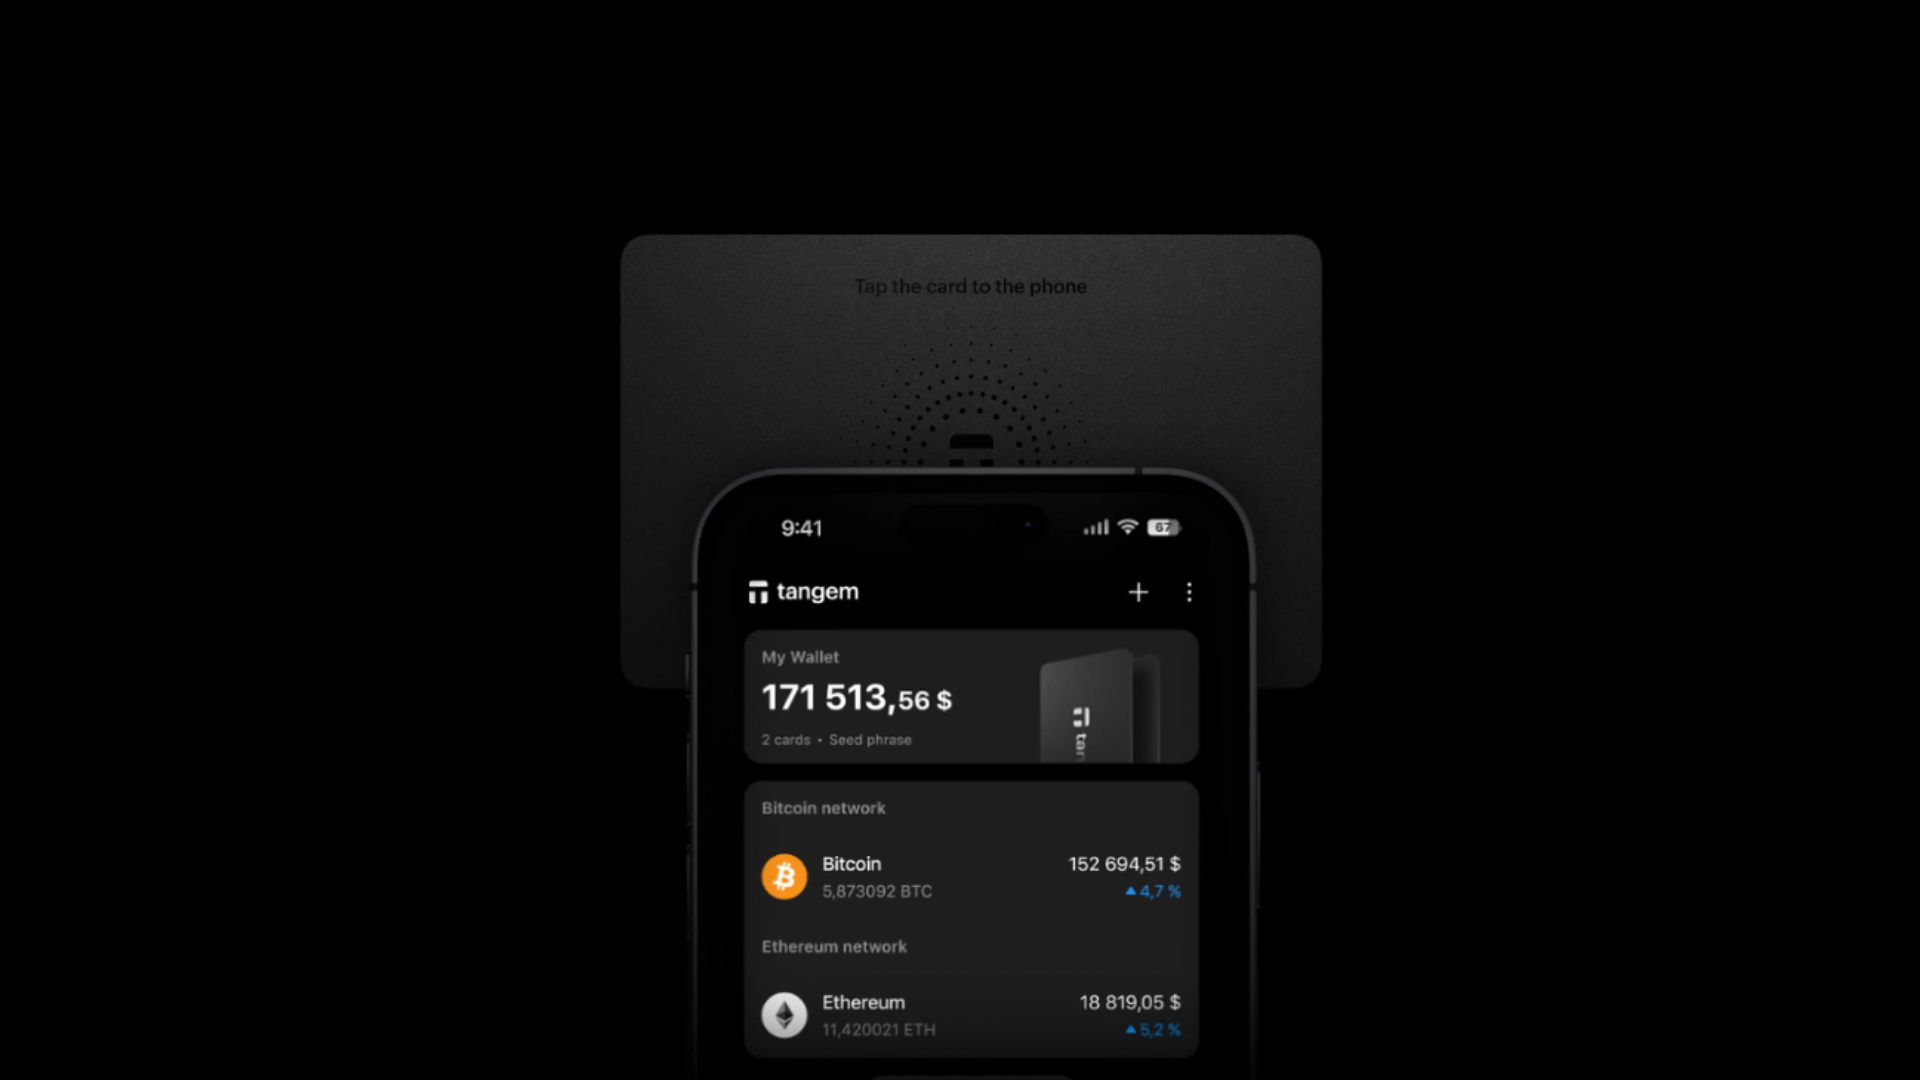 Tap the card to the phone
9:41
67
tangem
My Wallet
171 513,56 $
2 cards • Seed phrase
tan
Bitcoin network
Bitcoin
152 694,51 $
5,873092 BTC
▲ 4,7 %
Ethereum network
Ethereum
18 819,05 $
11,420021 ETH
▲ 5,2 %